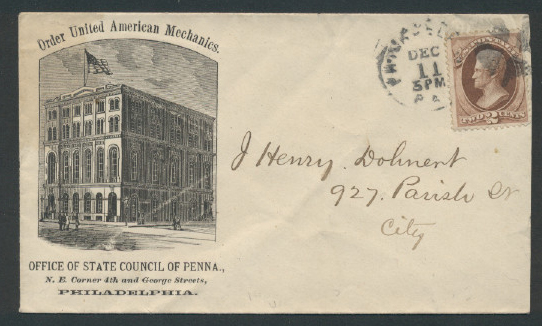 Order United American Mechanics.
OFFICE OF STATE COUNCIL OF PENNA.,
N. E. Corner 4th and George Streets,
PHILADELPHIA.
DEC
11
5PM
PA
TWO 2 CENTS
J Henry. Dohnert
927. Parish St
City